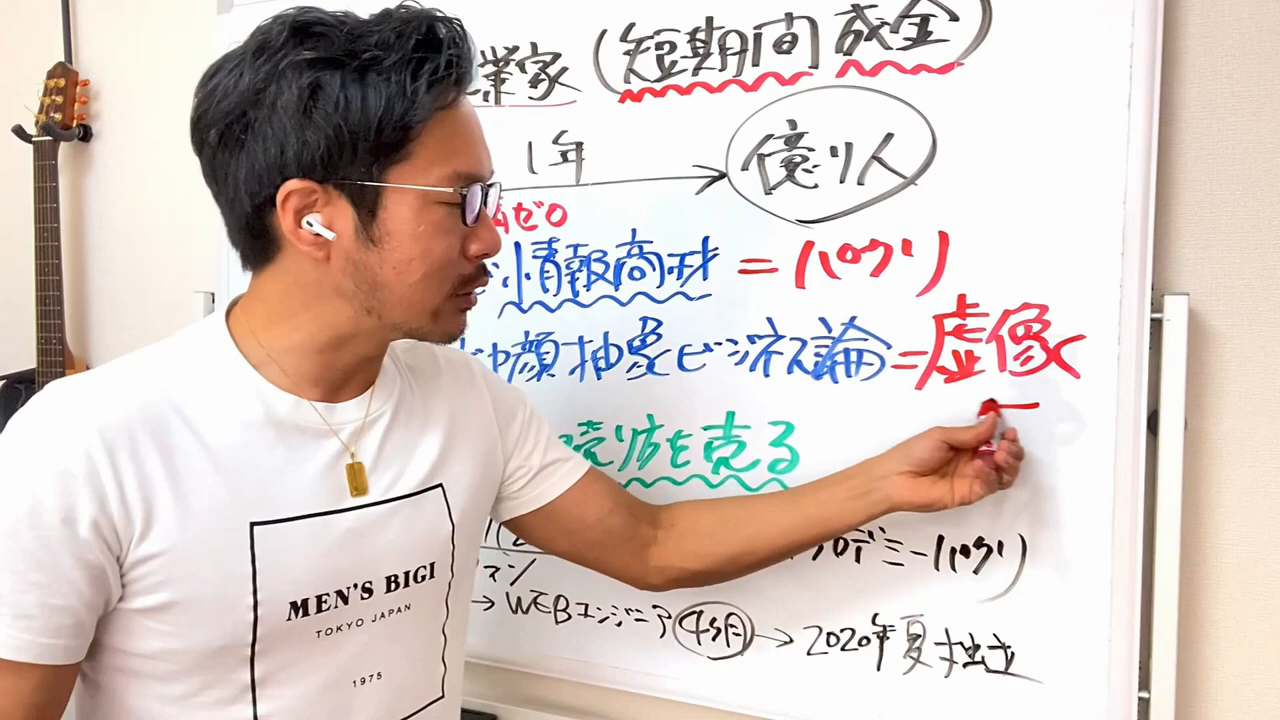 業家(短期間成金)
1年
億り人
ゼロ
情報商材 = パクリ
顔抽象ビジネス論=虚像
売り方を売る
デミーパクリ)
マン
→WEBエンジニア 4ヶ月 → 2020年夏独立
MEN'S BIGI
TOKYO JAPAN
1975